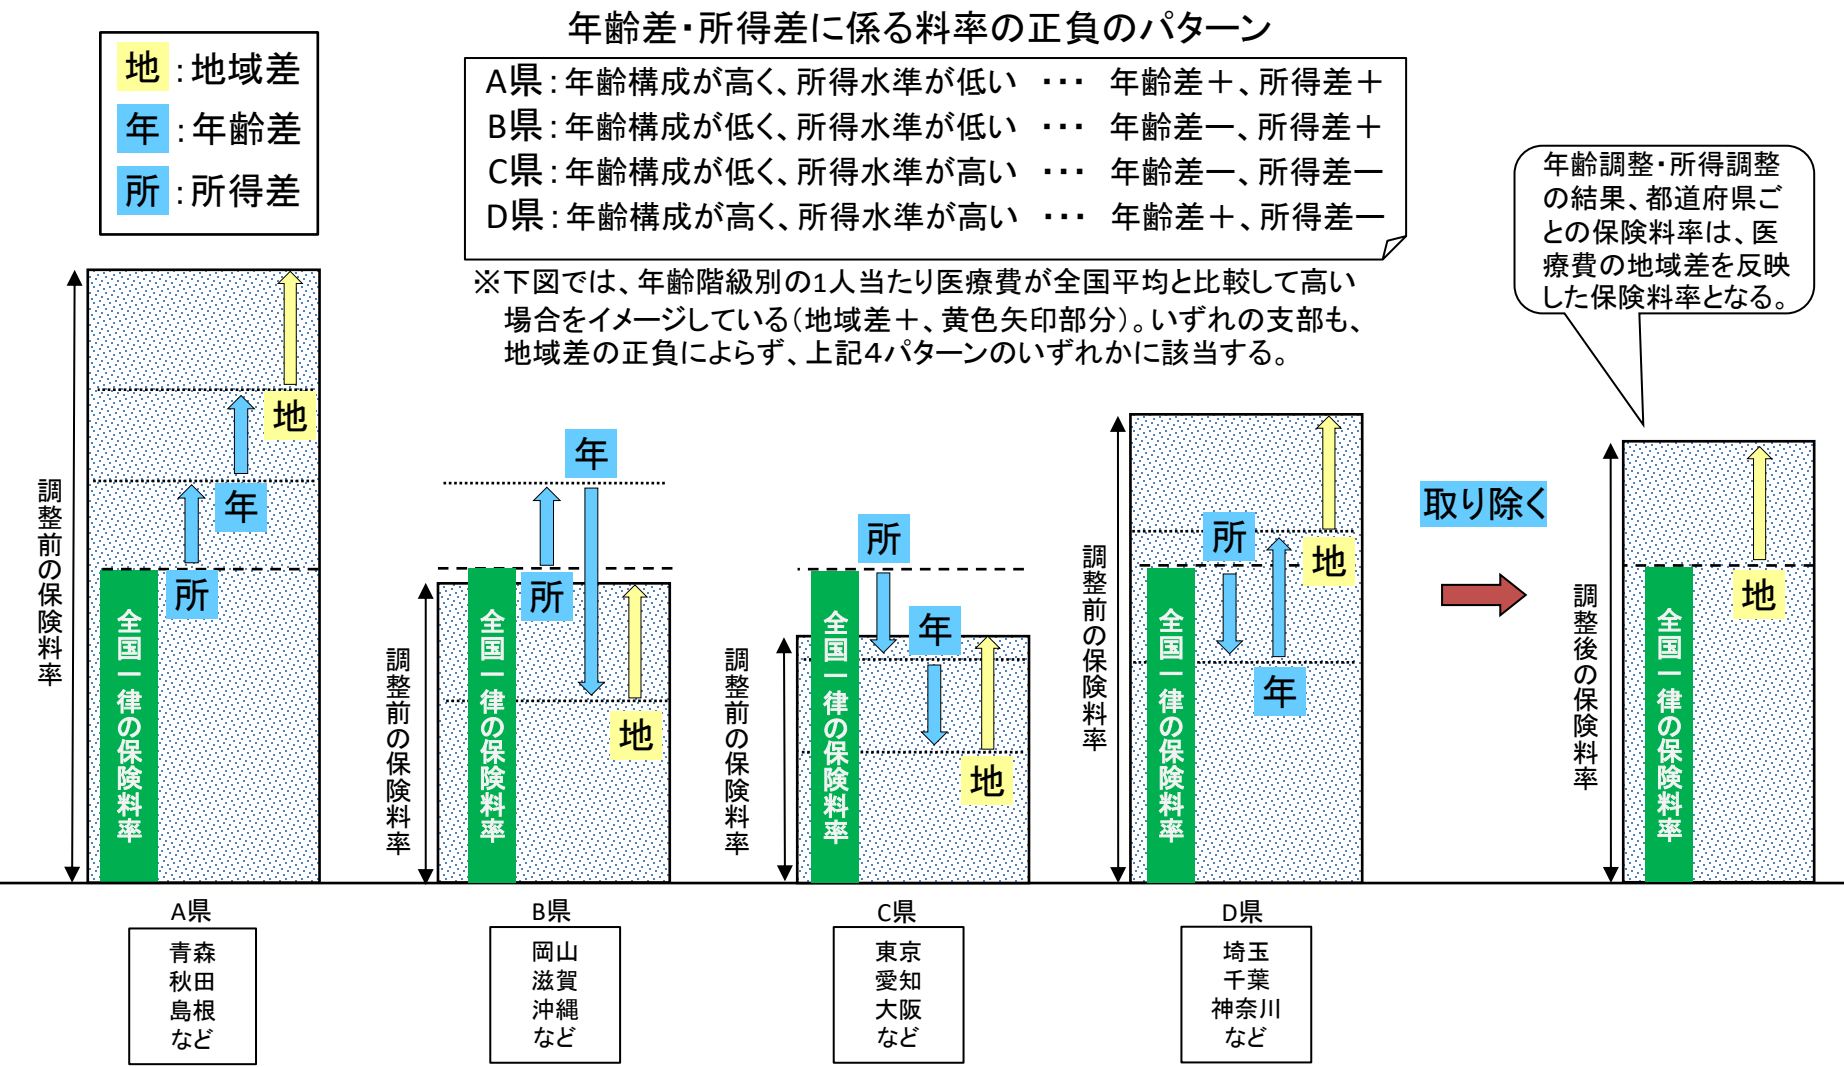 年齢差・所得差に係る料率の正負のパターン
地：地域差
年：年齢差
所：所得差
A県：年齢構成が高く、所得水準が低い ・・・ 年齢差＋、所得差＋
B県：年齢構成が低く、所得水準が低い ・・・ 年齢差－、所得差＋
C県：年齢構成が低く、所得水準が高い ・・・ 年齢差－、所得差－
D県：年齢構成が高く、所得水準が高い ・・・ 年齢差＋、所得差－
※下図では、年齢階級別の1人当たり医療費が全国平均と比較して高い
場合をイメージしている（地域差＋、黄色矢印部分）。いずれの支部も、
地域差の正負によらず、上記４パターンのいずれかに該当する。
年齢調整・所得調整
の結果、都道府県ご
との保険料率は、医
療費の地域差を反映
した保険料率となる。
調整前の保険料率
全国一律の保険料率
所
年
地
調整前の保険料率
全国一律の保険料率
所
年
地
調整前の保険料率
全国一律の保険料率
所
年
地
調整前の保険料率
全国一律の保険料率
所
年
地
取り除く
調整後の保険料率
全国一律の保険料率
地
A県
青森
秋田
島根
など
B県
岡山
滋賀
沖縄
など
C県
東京
愛知
大阪
など
D県
埼玉
千葉
神奈川
など